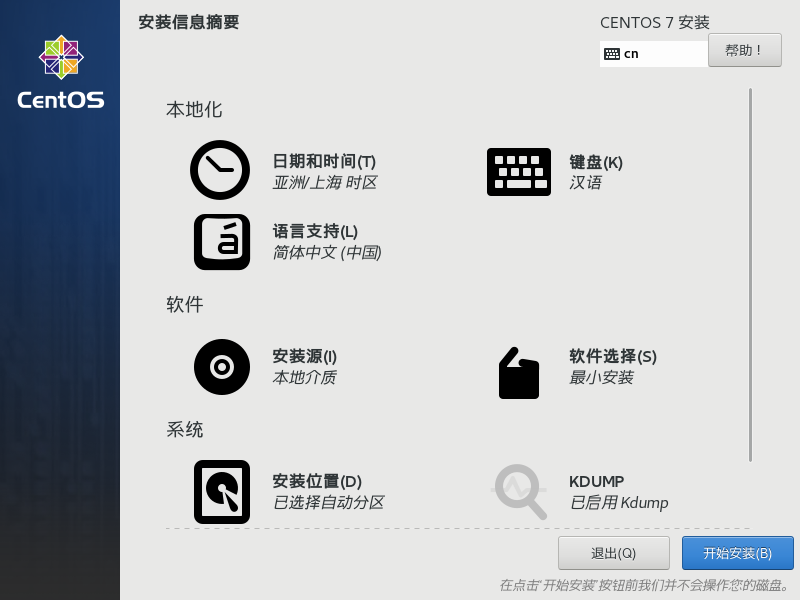 安装信息摘要
CENTOS 7 安装
cn
帮助！
CentOS
本地化
日期和时间(T)
亚洲/上海 时区
键盘(K)
汉语
á
语言支持(L)
简体中文 (中国)
软件
安装源(I)
本地介质
软件选择(S)
最小安装
系统
安装位置(D)
已选择自动分区
KDUMP
已启用 Kdump
退出(Q)
开始安装(B)
在点击'开始安装'按钮前我们并不会操作您的磁盘。